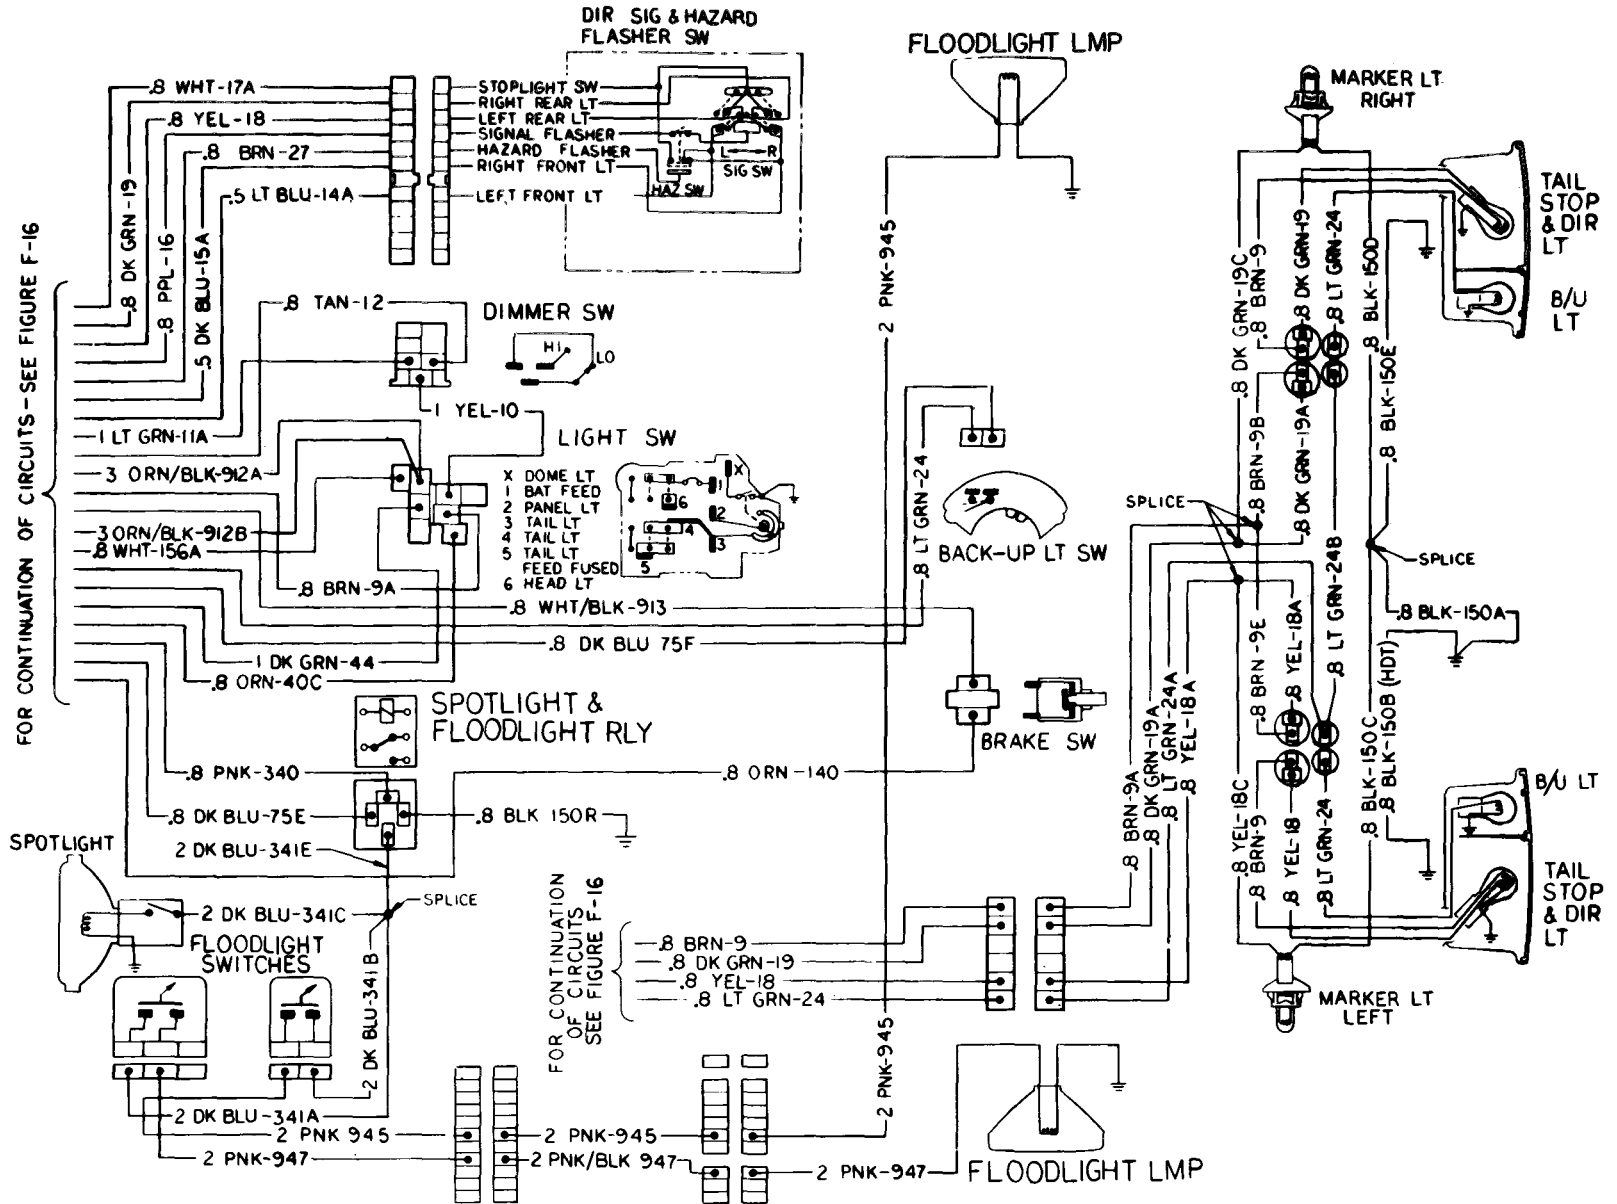 DIR SIG & HAZARD
FLASHER SW
.8 WHT-17A
.8 DK GRN-19
.8 YEL-18
.8 PPL-16
.8 BRN-27
.5 DK BLU-15A
.5 LT BLU-14A
STOPLIGHT SW
RIGHT REAR LT
LEFT REAR LT
SIGNAL FLASHER
HAZARD FLASHER
RIGHT FRONT LT
LEFT FRONT LT
L
R
SIG SW
HAZ SW
FOR CONTINUATION OF CIRCUITS-SEE FIGURE F-16
.8 TAN-12
DIMMER SW
HI
LO
1 YEL-10
1 LT GRN-11A
3 ORN/BLK-912A
3 ORN/BLK-912B
.8 WHT-156A
.8 BRN-9A
LIGHT SW
X DOME LT
1 BAT FEED
2 PANEL LT
3 TAIL LT
4 TAIL LT
5 TAIL LT
FEED FUSED
6 HEAD LT
X
1
6
2
4
3
5
.8 WHT/BLK-913
.8 DK BLU 75F
1 DK GRN-44
.8 ORN-40C
SPOTLIGHT &
FLOODLIGHT RLY
.8 PNK-340
.8 ORN-140
.8 DK BLU-75E
.8 BLK 150R
2 DK BLU-341E
SPOTLIGHT
SPLICE
2 DK BLU-341C
FLOODLIGHT
SWITCHES
2 DK BLU-341B
2 DK BLU-341A
2 PNK 945
2 PNK-947
2 PNK-945
2 PNK/BLK 947
2 PNK-947
FLOODLIGHT LMP
2 PNK-945
.8 LT GRN-24
BACK-UP LT SW
BRAKE SW
FOR CONTINUATION
OF CIRCUITS
SEE FIGURE F-16
.8 BRN-9
.8 DK GRN-19
.8 YEL-18
.8 LT GRN-24
2 PNK-945
FLOODLIGHT LMP
MARKER LT
RIGHT
TAIL
STOP
& DIR
LT
B/U
LT
.8 DK GRN-19C
.8 BRN-9
.8 DK GRN-19
.8 LT GRN-24
.8 BLK-150D
.8 BLK-150E
.8 BRN-9B
.8 DK GRN-19A
SPLICE
SPLICE
.8 LT GRN-24B
.8 BLK-150A
.8 BRN-9E
.8 YEL-18A
.8 BLK-150B (HDT)
.8 BRN-9A
.8 DK GRN-19A
.8 LT GRN-24A
.8 YEL-18A
.8 YEL-18C
.8 BRN-9
.8 YEL-18
.8 LT GRN-24
.8 BLK-150C
B/U LT
TAIL
STOP
& DIR
LT
MARKER LT
LEFT